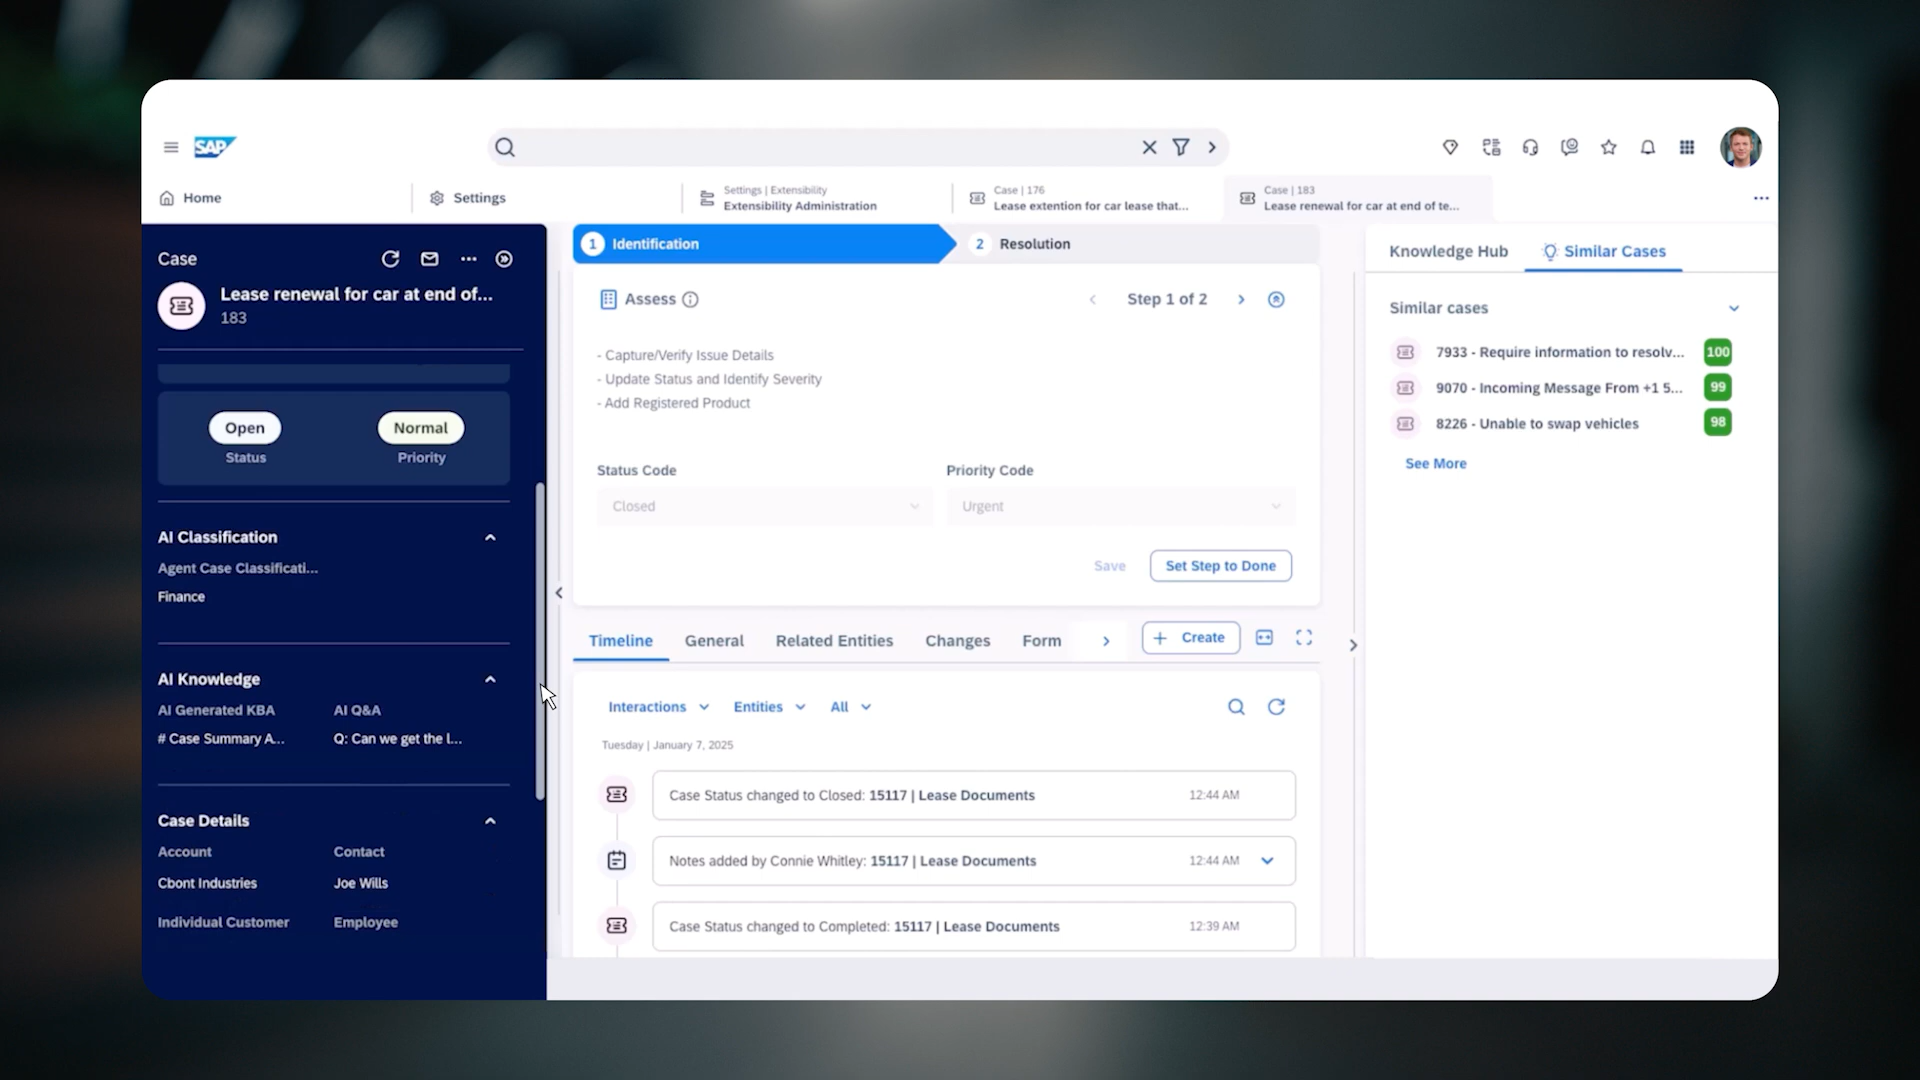 SAP
Home
Settings
Settings | Extensibility
Extensibility Administration
Case | 176
Lease extention for car lease that...
Case | 183
Lease renewal for car at end of te...
Case
Lease renewal for car at end of...
183
Open
Status
Normal
Priority
AI Classification
Agent Case Classificati...
Finance
AI Knowledge
AI Generated KBA
AI Q&A
# Case Summary A...
Q: Can we get the l...
Case Details
Account
Contact
Cbont Industries
Joe Wills
Individual Customer
Employee
1 Identification
2 Resolution
Assess
Step 1 of 2
- Capture/Verify Issue Details
- Update Status and Identify Severity
- Add Registered Product
Status Code
Priority Code
Closed
Urgent
Save
Set Step to Done
Timeline
General
Related Entities
Changes
Form
Create
Interactions
Entities
All
Tuesday | January 7, 2025
Case Status changed to Closed: 15117 | Lease Documents 12:44 AM
Notes added by Connie Whitley: 15117 | Lease Documents 12:44 AM
Case Status changed to Completed: 15117 | Lease Documents 12:39 AM
Knowledge Hub
Similar Cases
Similar cases
7933 - Require information to resolv... 100
9070 - Incoming Message From +1 5... 99
8226 - Unable to swap vehicles 98
See More